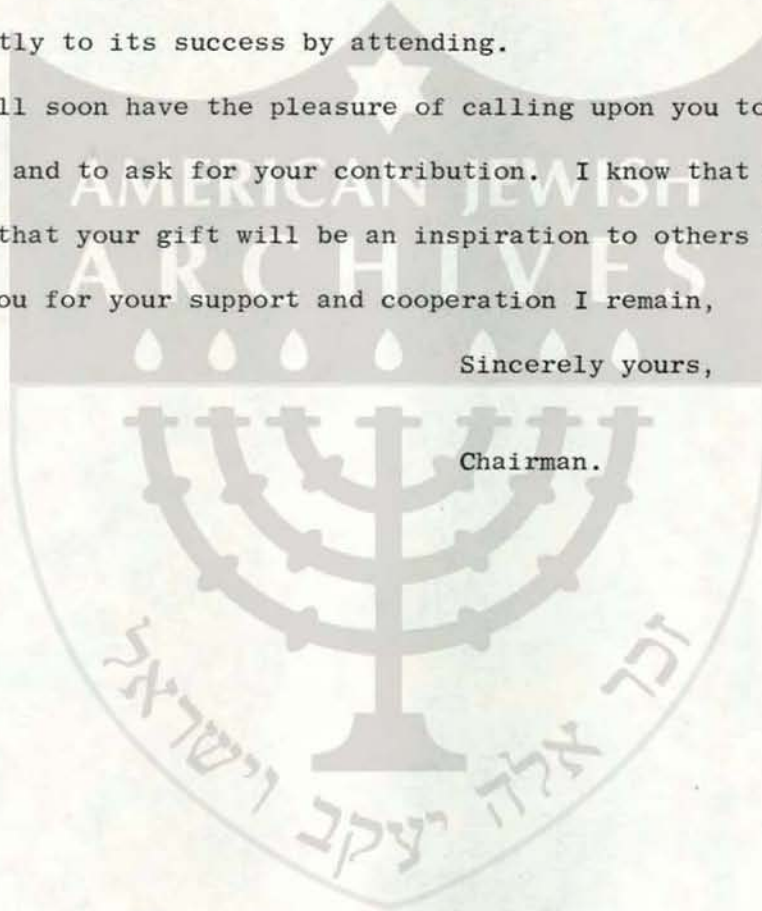 tly to its success by attending.
ll soon have the pleasure of calling upon you to
and to ask for your contribution. I know that
that your gift will be an inspiration to others
ou for your support and cooperation I remain,
Sincerely yours,
Chairman.
AMERICAN JEWISH
ARCHIVES
זכר אלה יעקב וישראל